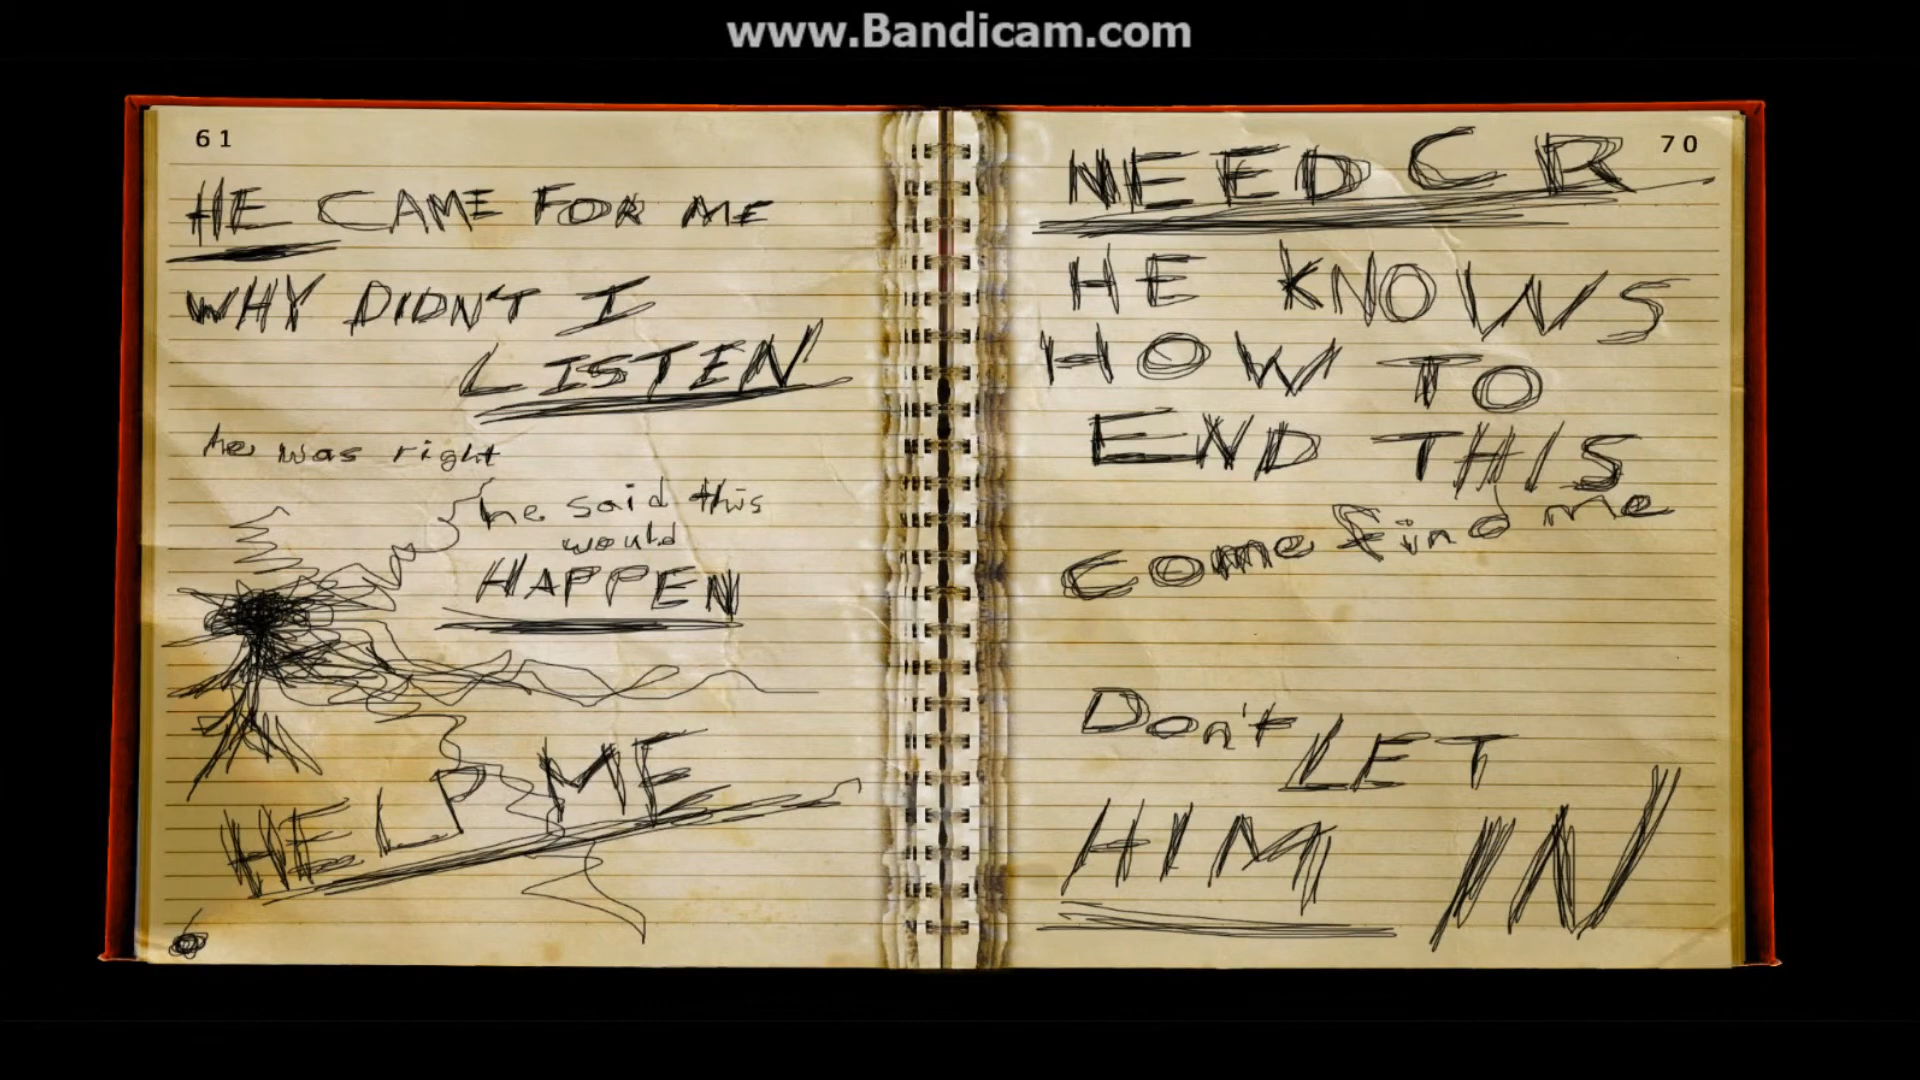 www.Bandicam.com
61
HE CAME FOR ME
WHY DIDN'T I
LISTEN
he was right
he said this
would
HAPPEN
HELP ME
70
NEED CR
HE KNOWS
HOW TO
END THIS
come find me
Don't LET
HIM IN